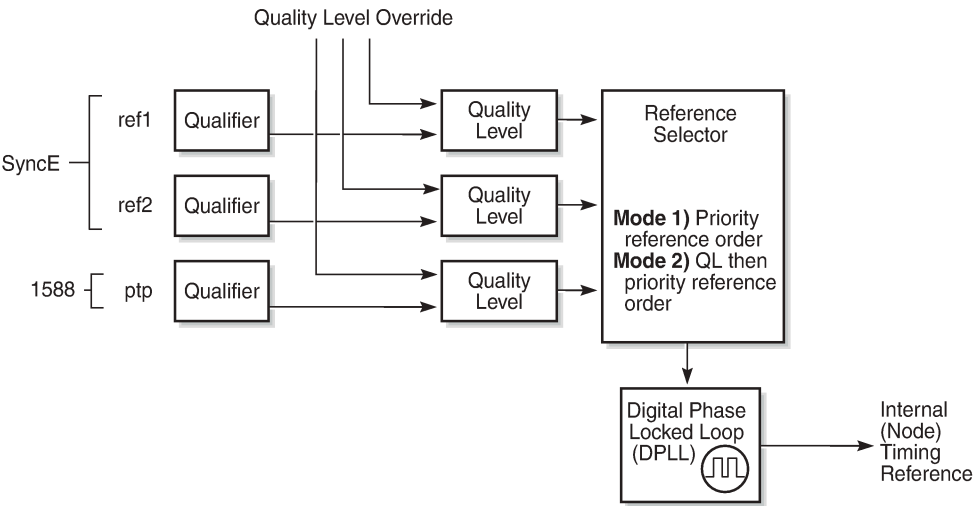 Quality Level Override
SyncE
ref1
Qualifier
Quality
Level
ref2
Qualifier
Quality
Level
1588
ptp
Qualifier
Quality
Level
Reference
Selector
Mode 1) Priority
reference order
Mode 2) QL then
priority reference
order
Digital Phase
Locked Loop
(DPLL)
Internal
(Node)
Timing
Reference